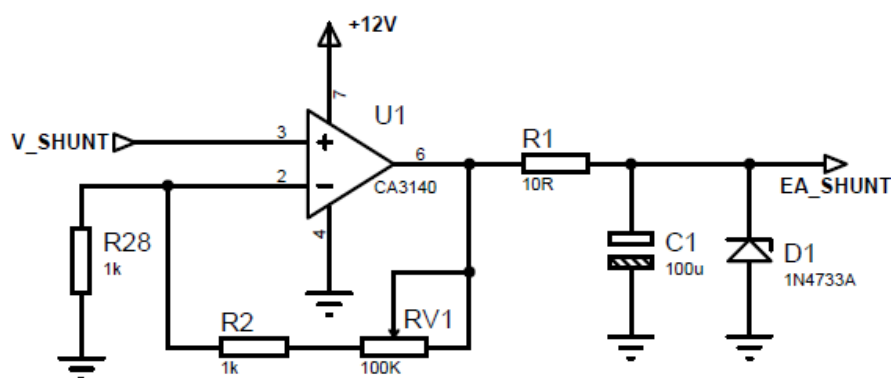 +12V
7
U1
V_SHUNT
3
+
6
R1
2
-
CA3140
10R
EA_SHUNT
4
R28
1k
C1
100u
D1
1N4733A
R2
RV1
1k
100K